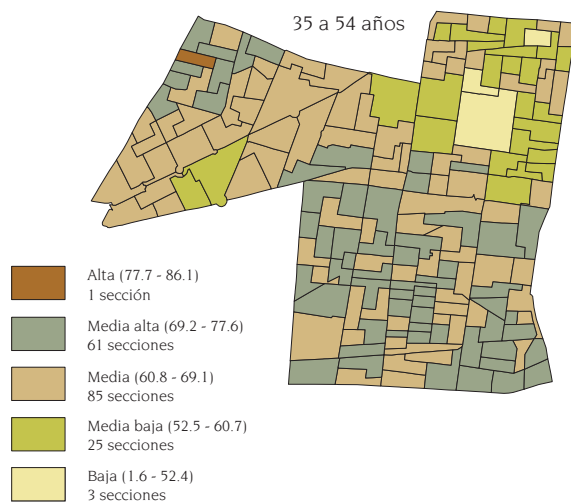 35 a 54 años
Alta (77.7 - 86.1)
1 sección
Media alta (69.2 - 77.6)
61 secciones
Media (60.8 - 69.1)
85 secciones
Media baja (52.5 - 60.7)
25 secciones
Baja (1.6 - 52.4)
3 secciones